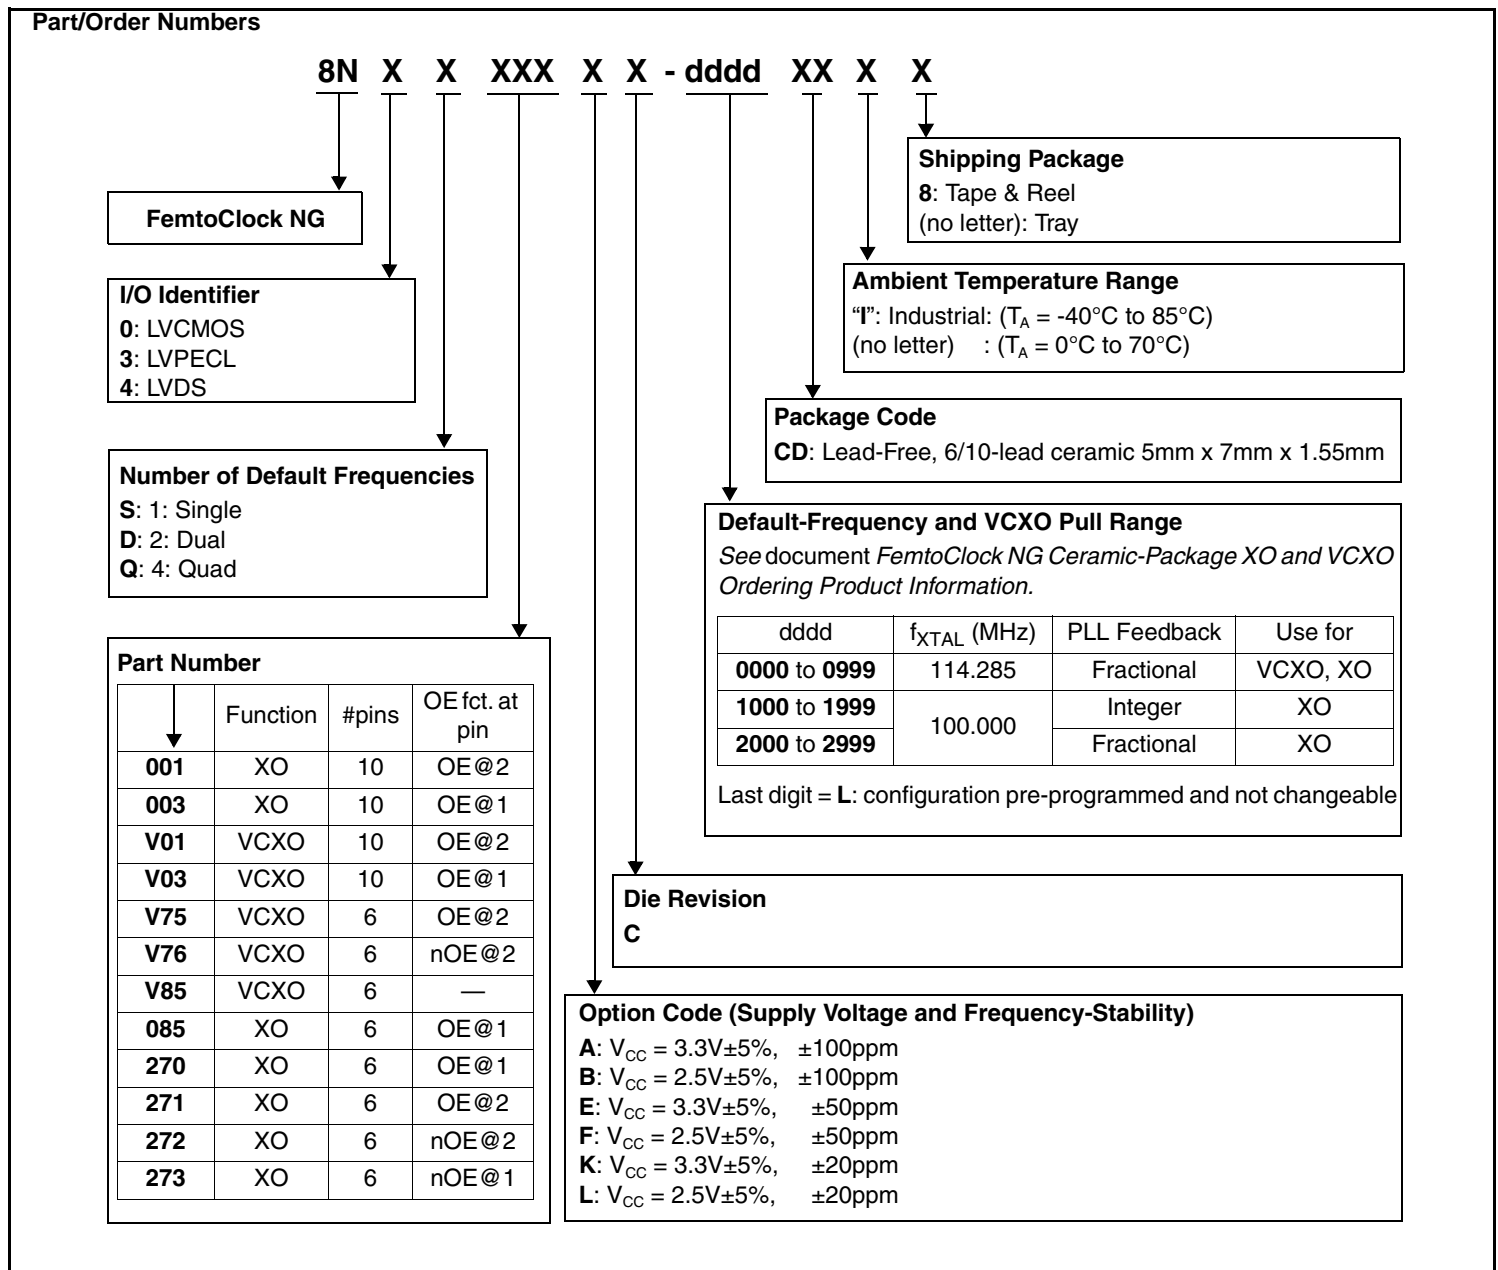 Part/Order Numbers
8N X X XXX X X - dddd XX X X
Shipping Package
8: Tape & Reel
(no letter): Tray
FemtoClock NG
Ambient Temperature Range
“I”: Industrial: (TA = -40°C to 85°C)
(no letter) : (TA = 0°C to 70°C)
I/O Identifier
0: LVCMOS
3: LVPECL
4: LVDS
Package Code
CD: Lead-Free, 6/10-lead ceramic 5mm x 7mm x 1.55mm
Number of Default Frequencies
S: 1: Single
D: 2: Dual
Q: 4: Quad
Default-Frequency and VCXO Pull Range
See document FemtoClock NG Ceramic-Package XO and VCXO
Ordering Product Information.
dddd fXTAL (MHz) PLL Feedback Use for
0000 to 0999 114.285 Fractional VCXO, XO
1000 to 1999 100.000 Integer XO
2000 to 2999 Fractional XO
Last digit = L: configuration pre-programmed and not changeable
Part Number
Function #pins OE fct. at
pin
001 XO 10 OE@2
003 XO 10 OE@1
V01 VCXO 10 OE@2
V03 VCXO 10 OE@1
V75 VCXO 6 OE@2
V76 VCXO 6 nOE@2
V85 VCXO 6 —
085 XO 6 OE@1
270 XO 6 OE@1
271 XO 6 OE@2
272 XO 6 nOE@2
273 XO 6 nOE@1
Die Revision
C
Option Code (Supply Voltage and Frequency-Stability)
A: VCC = 3.3V±5%, ±100ppm
B: VCC = 2.5V±5%, ±100ppm
E: VCC = 3.3V±5%, ±50ppm
F: VCC = 2.5V±5%, ±50ppm
K: VCC = 3.3V±5%, ±20ppm
L: VCC = 2.5V±5%, ±20ppm